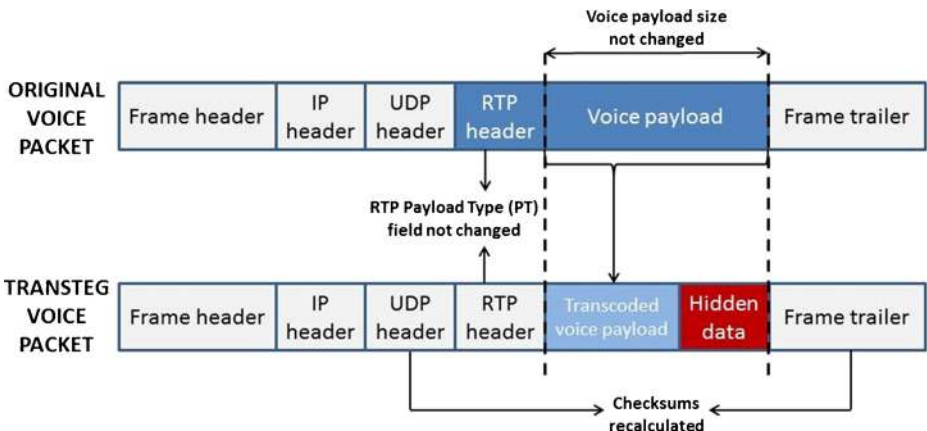 Voice payload size
not changed
ORIGINAL
VOICE
PACKET
Frame header
IP
header
UDP
header
RTP
header
Voice payload
Frame trailer
RTP Payload Type (PT)
field not changed
TRANSTEG
VOICE
PACKET
Frame header
IP
header
UDP
header
RTP
header
Transcoded
voice payload
Hidden
data
Frame trailer
Checksums
recalculated